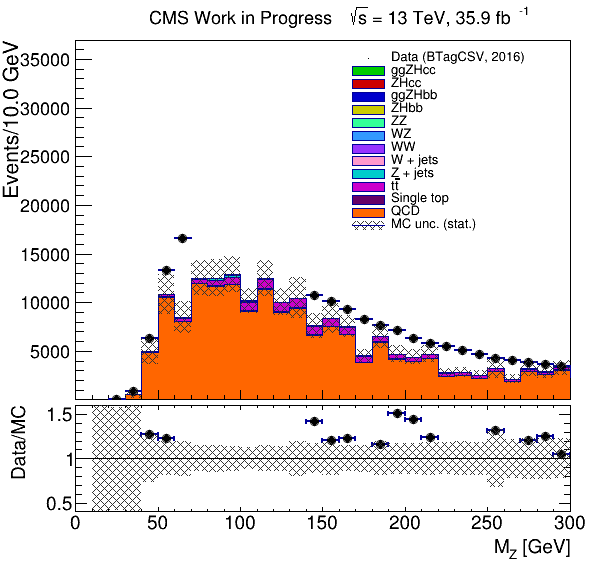 CMS Work in Progress √s = 13 TeV, 35.9 fb -1
Events/10.0 GeV
35000
30000
25000
20000
15000
10000
5000
Data (BTagCSV, 2016)
ggZHcc
ZHcc
ggZHbb
ZHbb
ZZ
WZ
WW
W + jets
Z + jets
tt̅
Single top
QCD
MC unc. (stat.)
Data/MC
1.5
1
0.5
0 50 100 150 200 250 300
M_Z [GeV]